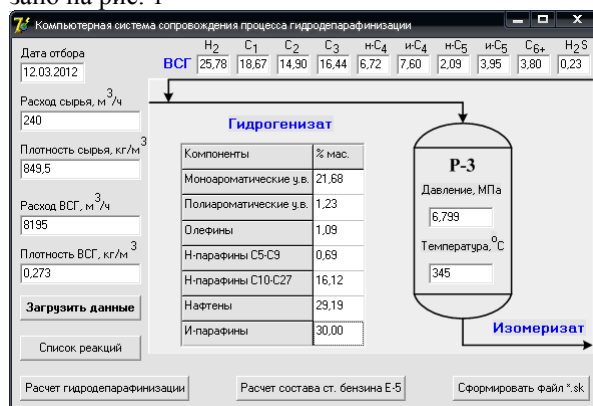 зано на рис. 1
Компьютерная система сопровождения процесса гидродепарафинизации
Дата отбора
12.03.2012
H2 C1 C2 C3 н-C4 и-C4 н-C5 и-C5 C6+ H2S
ВСГ 25,78 18,67 14,90 16,44 6,72 7,60 2,09 3,95 3,80 0,23
Расход сырья, м3/ч
240
Плотность сырья, кг/м3
849,5
Расход ВСГ, м3/ч
8195
Плотность ВСГ, кг/м3
0,273
Загрузить данные
Список реакций
Гидрогенизат
Компоненты % мас.
Моноароматические у.в. 21,68
Полиароматические у.в. 1,23
Олефины 1,09
Н-парафины C5-C9 0,69
Н-парафины C10-C27 16,12
Нафтены 29,19
И-парафины 30,00
Р-3
Давление, МПа
6,799
Температура, oC
345
Изомеризат
Расчет гидродепарафинизации
Расчет состава ст. бензина Е-5
Сформировать файл *.sk